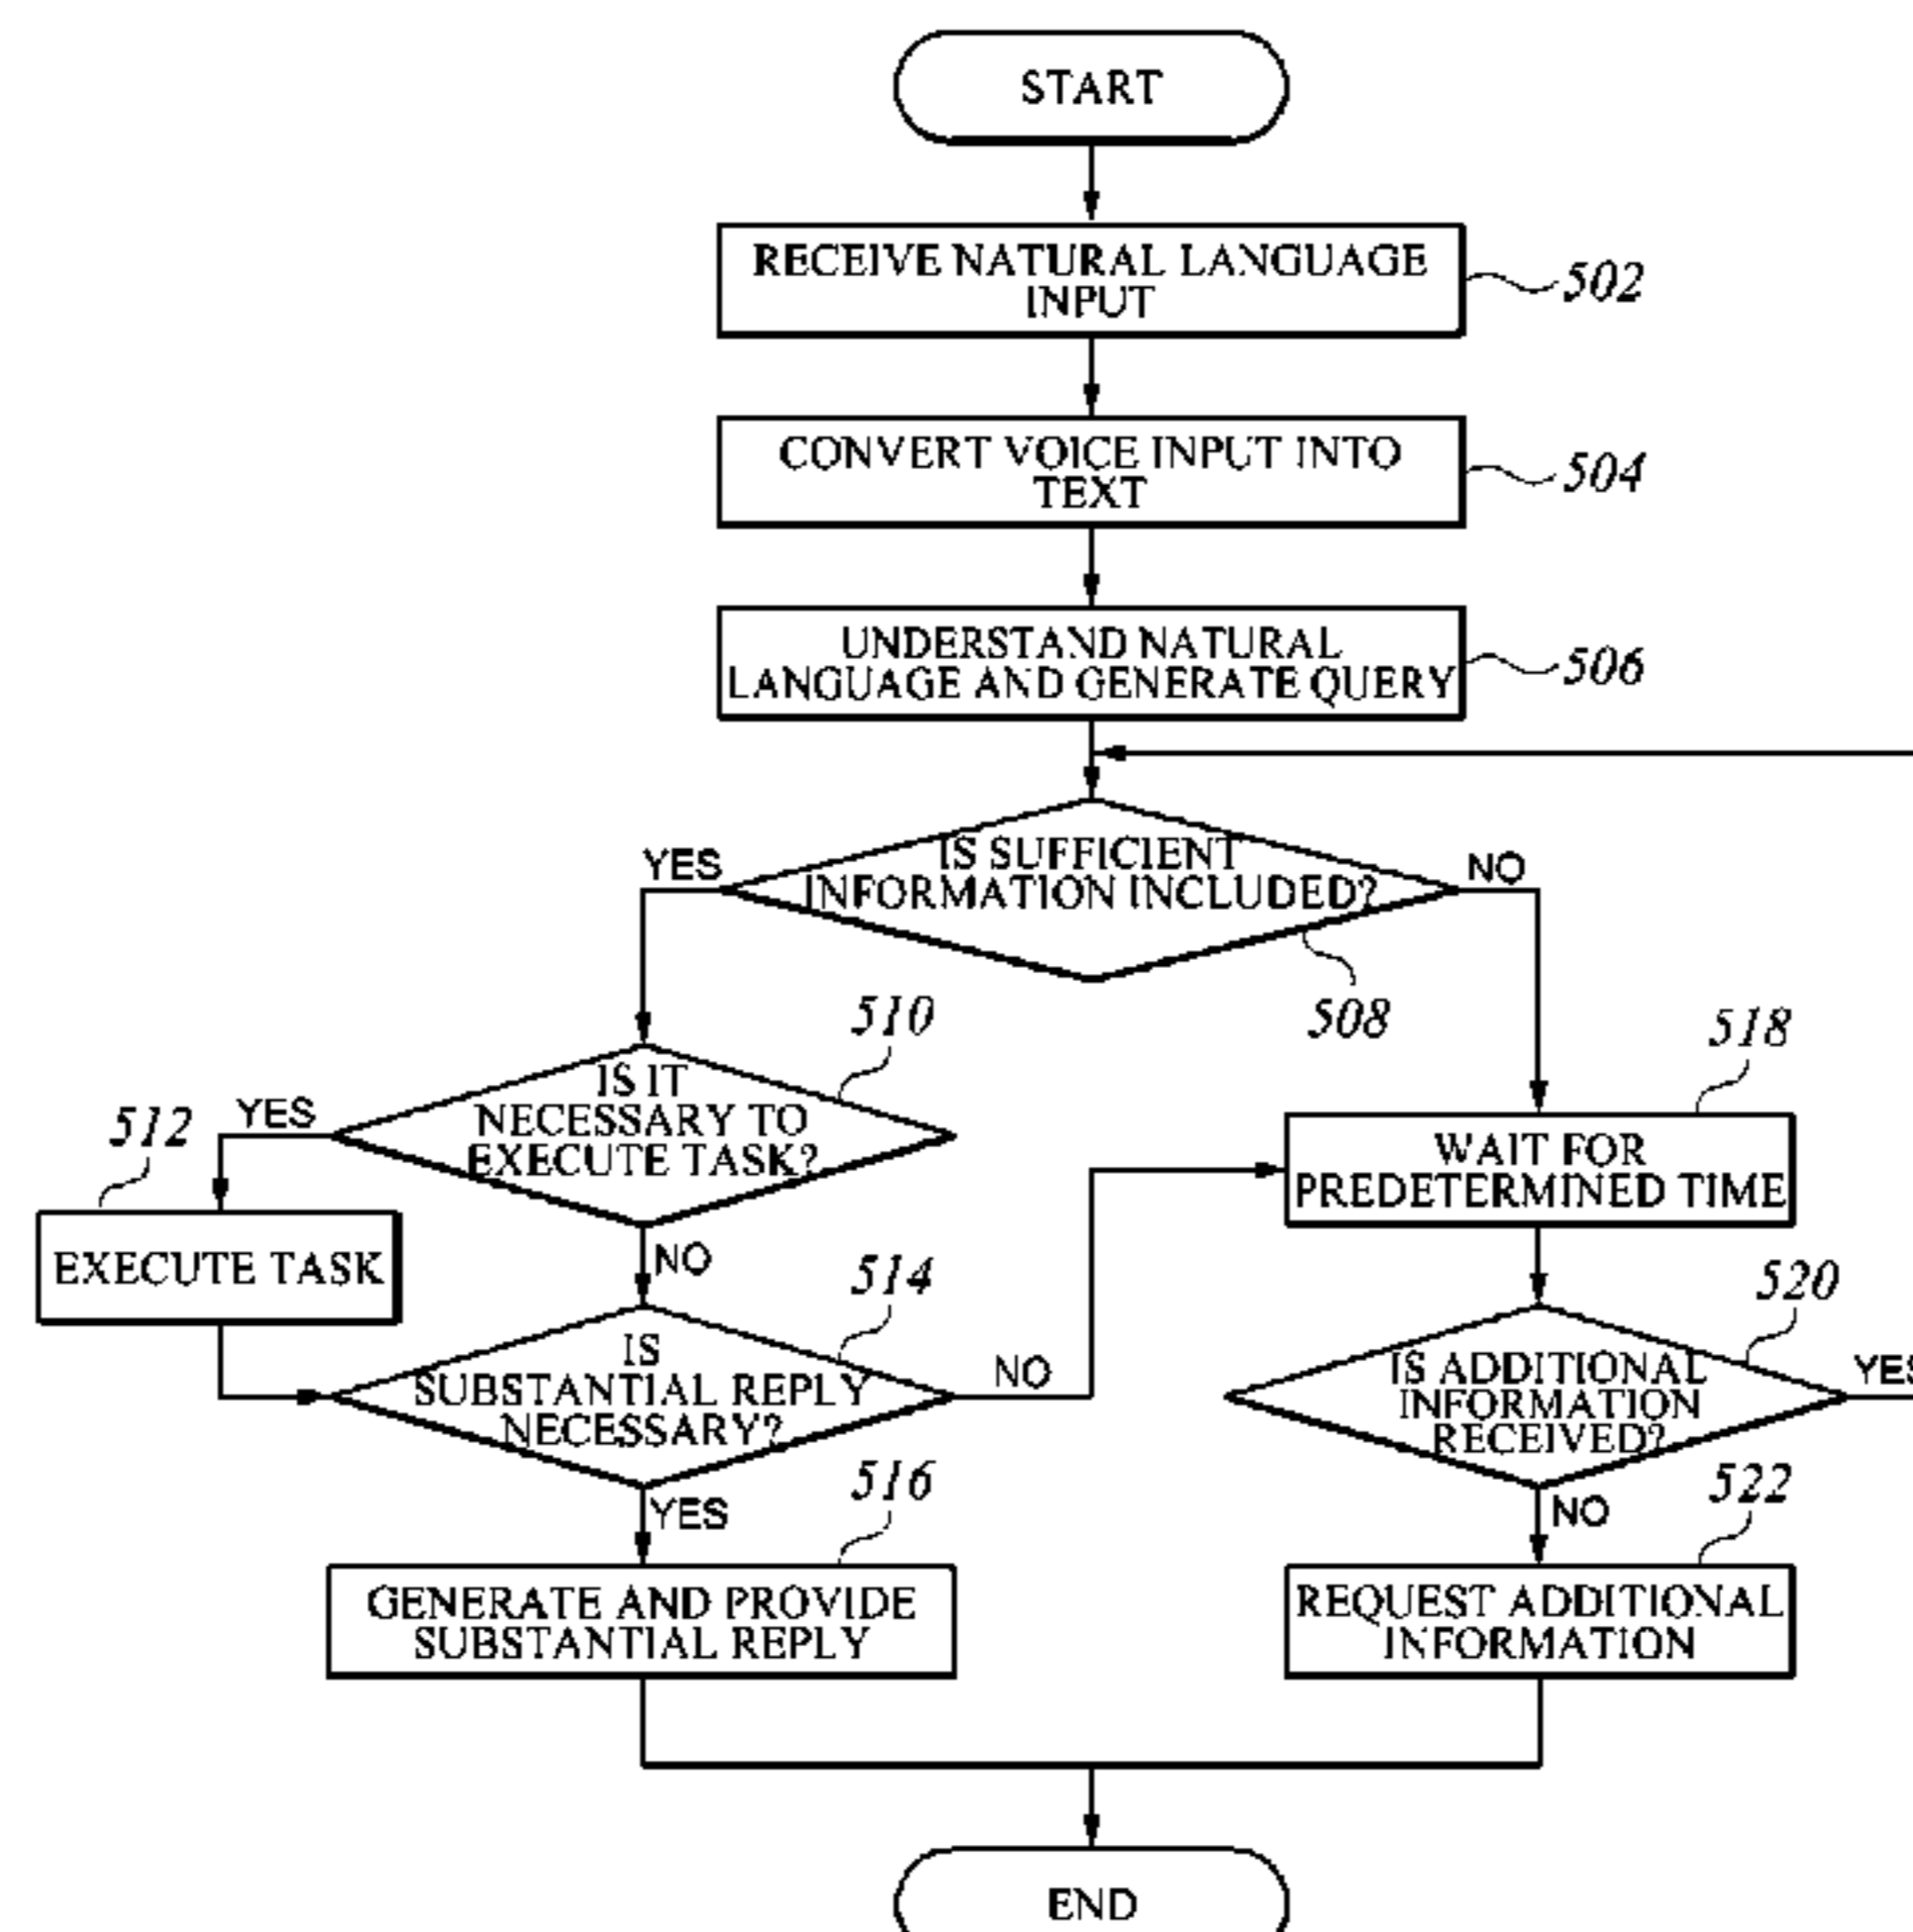 START
RECEIVE NATURAL LANGUAGE
INPUT
502
CONVERT VOICE INPUT INTO
TEXT
504
UNDERSTAND NATURAL
LANGUAGE AND GENERATE QUERY
506
YES
IS SUFFICIENT
INFORMATION INCLUDED?
NO
508
510
518
IS IT
NECESSARY TO
EXECUTE TASK?
YES
512
WAIT FOR
PREDETERMINED TIME
EXECUTE TASK
NO
514
520
IS
SUBSTANTIAL REPLY
NECESSARY?
NO
IS ADDITIONAL
INFORMATION
RECEIVED?
YES
516
522
YES
NO
GENERATE AND PROVIDE
SUBSTANTIAL REPLY
REQUEST ADDITIONAL
INFORMATION
END